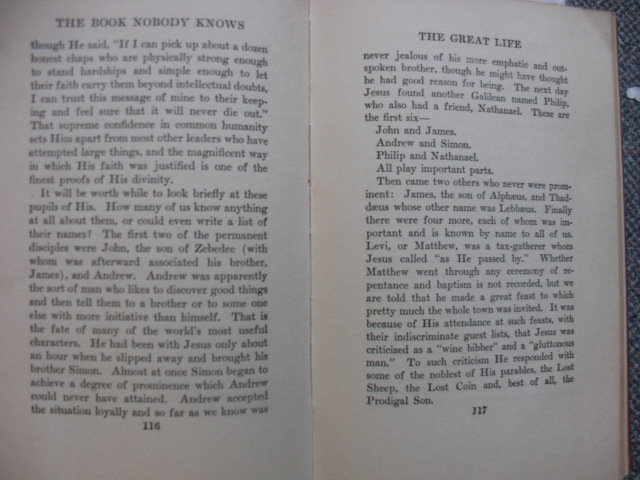 THE BOOK NOBODY KNOWS
though He said, "If I can pick up about a dozen
honest chaps who are physically strong enough
to stand hardships and simple enough to let
their faith carry them beyond intellectual doubts,
I can trust this message of mine to their keep-
ing and feel sure that it will never die out."
That supreme confidence in common humanity
sets Him apart from most other leaders who have
attempted large things, and the magnificent way
in which His faith was justified is one of the
finest proofs of His divinity.
It will be worth while to look briefly at these
pupils of His. How many of us know anything
at all about them, or could even write a list of
their names? The first two of the permanent
disciples were John, the son of Zebedee (with
whom was afterward associated his brother,
James), and Andrew. Andrew was apparently
the sort of man who likes to discover good things
and then tell them to a brother or to some one
else with more initiative than himself. That is
the fate of many of the world's most useful
characters. He had been with Jesus only about
an hour when he slipped away and brought his
brother Simon. Almost at once Simon began to
achieve a degree of prominence which Andrew
could never have attained. Andrew accepted
the situation loyally and so far as we know was
116
THE GREAT LIFE
never jealous of his more emphatic and out-
spoken brother, though he might have thought
he had good reason for being. The next day
Jesus found another Galilean named Philip,
who also had a friend, Nathanael. These are
the first six—
John and James.
Andrew and Simon.
Philip and Nathanael.
All play important parts.
Then came two others who never were prom-
inent: James, the son of Alphæus, and Thad-
dæus whose other name was Lebbæus. Finally
there were four more, each of whom was im-
portant and is known by name to all of us.
Levi, or Matthew, was a tax-gatherer whom
Jesus called "as He passed by." Whether
Matthew went through any ceremony of re-
pentance and baptism is not recorded, but we
are told that he made a great feast to which
pretty much the whole town was invited. It was
because of His attendance at such feasts, with
their indiscriminate guest lists, that Jesus was
criticized as a "wine bibber" and a "gluttonous
man." To such criticism He responded with
some of the noblest of His parables, the Lost
Sheep, the Lost Coin and, best of all, the
Prodigal Son.
117